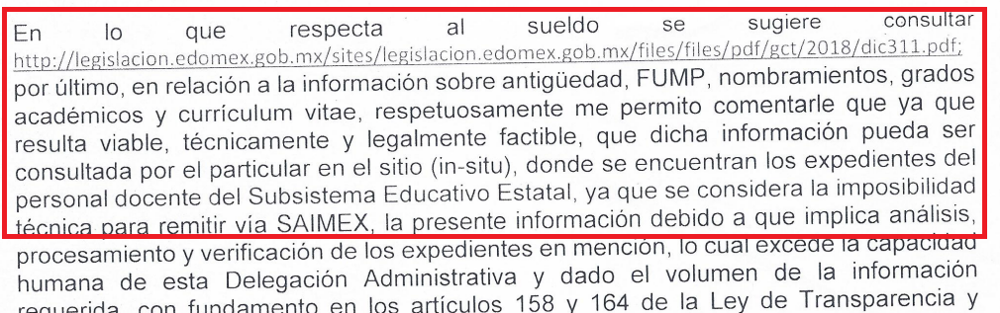 En lo que respecta al sueldo se sugiere consultar
http://legislacion.edomex.gob.mx/sites/legislacion.edomex.gob.mx/files/files/pdf/gct/2018/dic311.pdf;
por último, en relación a la información sobre antigüedad, FUMP, nombramientos, grados
académicos y currículum vitae, respetuosamente me permito comentarle que ya que
resulta viable, técnicamente y legalmente factible, que dicha información pueda ser
consultada por el particular en el sitio (in-situ), donde se encuentran los expedientes del
personal docente del Subsistema Educativo Estatal, ya que se considera la imposibilidad
técnica para remitir vía SAIMEX, la presente información debido a que implica análisis,
procesamiento y verificación de los expedientes en mención, lo cual excede la capacidad
humana de esta Delegación Administrativa y dado el volumen de la información
requerida, con fundamento en los artículos 158 y 164 de la Ley de Transparencia y